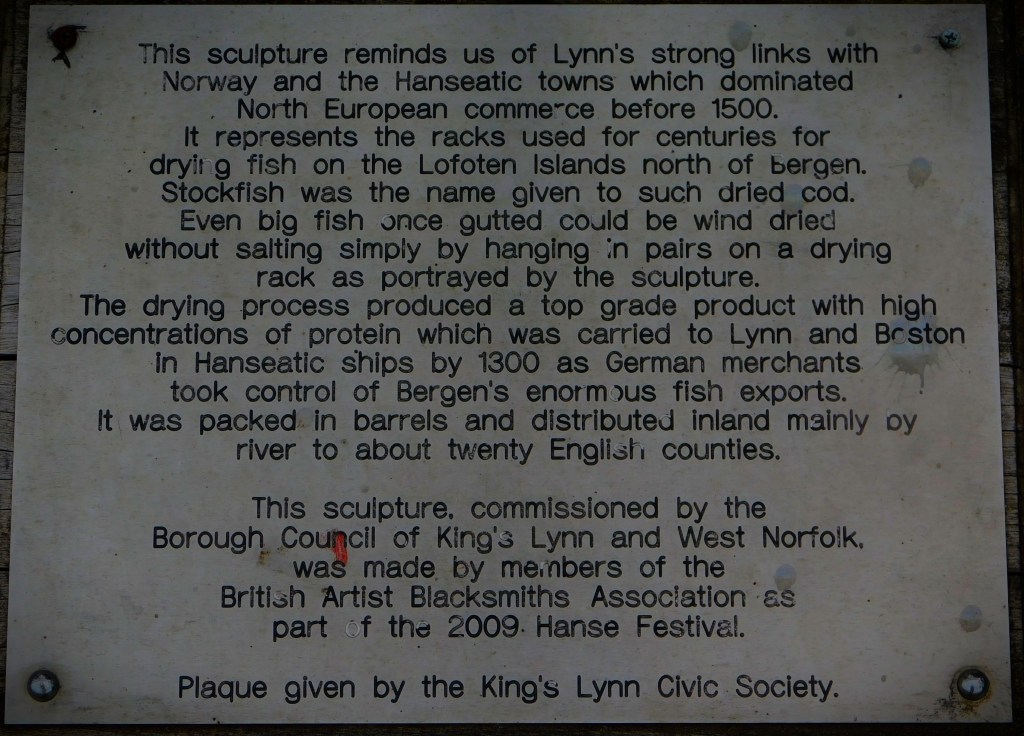 This sculpture reminds us of Lynn's strong links with
Norway and the Hanseatic towns which dominated
North European commerce before 1500.
It represents the racks used for centuries for
drying fish on the Lofoten Islands north of Bergen.
Stockfish was the name given to such dried cod.
Even big fish once gutted could be wind dried
without salting simply by hanging in pairs on a drying
rack as portrayed by the sculpture.
The drying process produced a top grade product with high
concentrations of protein which was carried to Lynn and Boston
in Hanseatic ships by 1300 as German merchants
took control of Bergen's enormous fish exports.
It was packed in barrels and distributed inland mainly by
river to about twenty English counties.
This sculpture, commissioned by the
Borough Council of King's Lynn and West Norfolk,
was made by members of the
British Artist Blacksmiths Association as
part of the 2009 Hanse Festival.
Plaque given by the King's Lynn Civic Society.